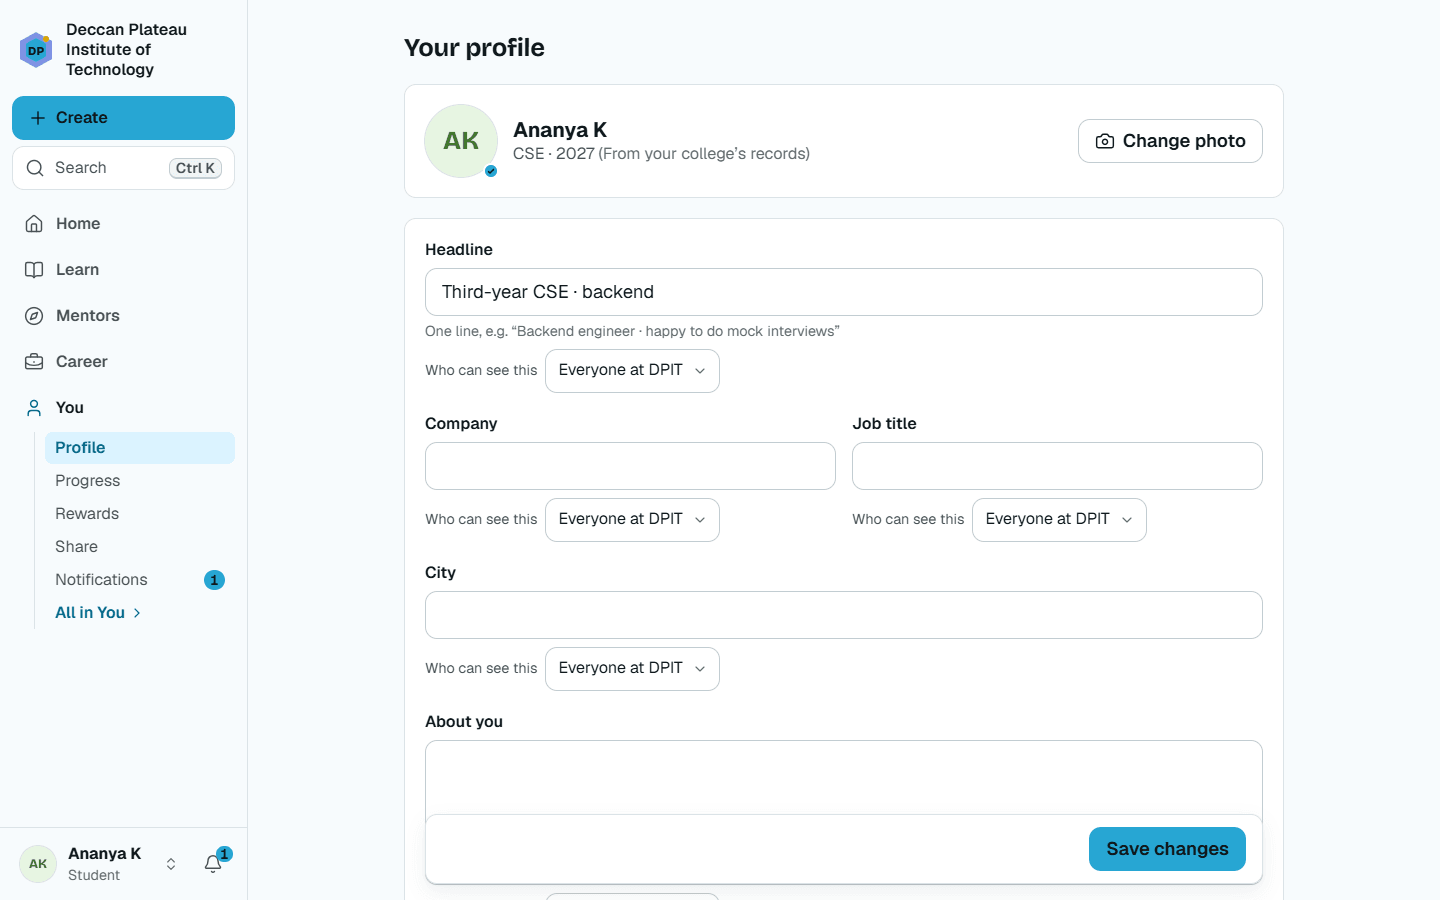 DP
Deccan Plateau
Institute of
Technology
Create
Search Ctrl K
Home
Learn
Mentors
Career
You
Profile
Progress
Rewards
Share
Notifications 1
All in You
AK
Ananya K
Student
1
Your profile
AK
Ananya K
CSE · 2027 (From your college’s records)
Change photo
Headline
Third-year CSE · backend
One line, e.g. “Backend engineer · happy to do mock interviews”
Who can see this Everyone at DPIT
Company
Who can see this Everyone at DPIT
Job title
Who can see this Everyone at DPIT
City
Who can see this Everyone at DPIT
About you
Save changes